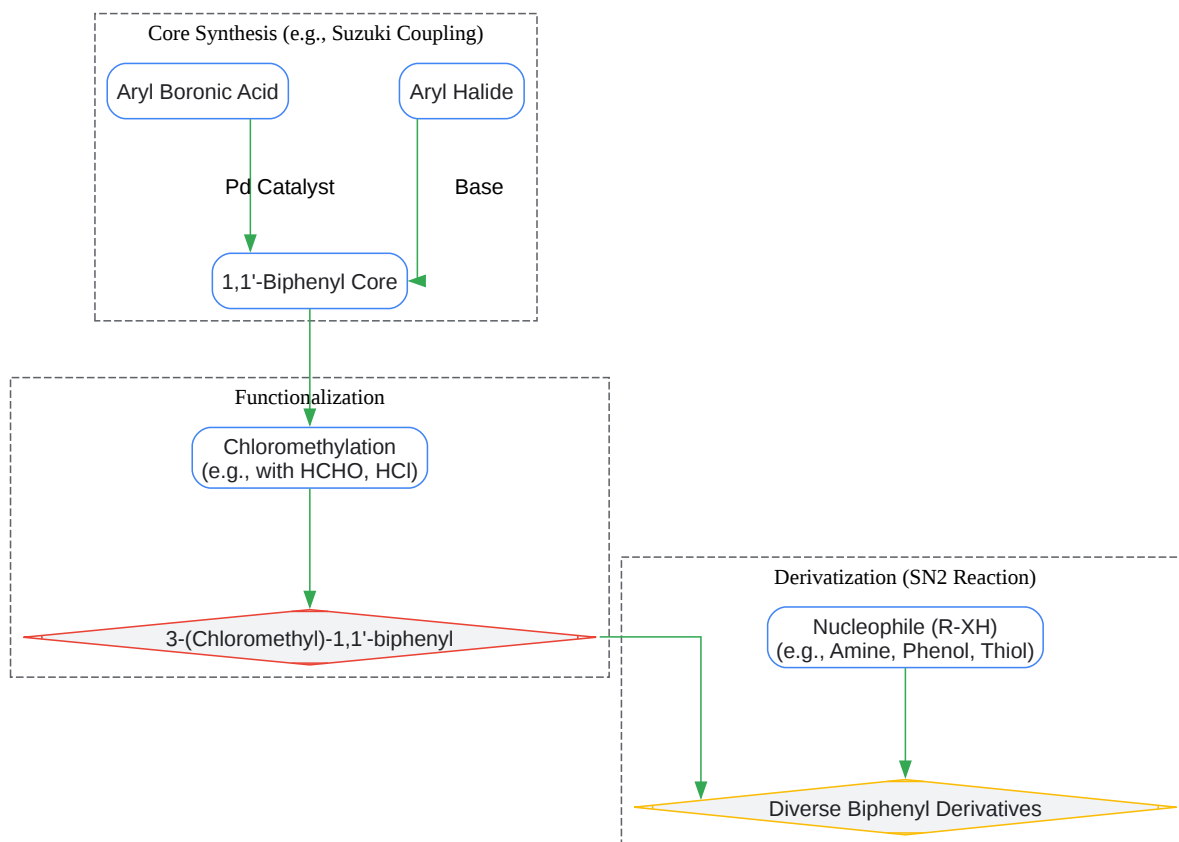 Core Synthesis (e.g., Suzuki Coupling)
Aryl Boronic Acid
Aryl Halide
Pd Catalyst
Base
1,1'-Biphenyl Core
Functionalization
Chloromethylation
(e.g., with HCHO, HCl)
3-(Chloromethyl)-1,1'-biphenyl
Derivatization (SN2 Reaction)
Nucleophile (R-XH)
(e.g., Amine, Phenol, Thiol)
Diverse Biphenyl Derivatives